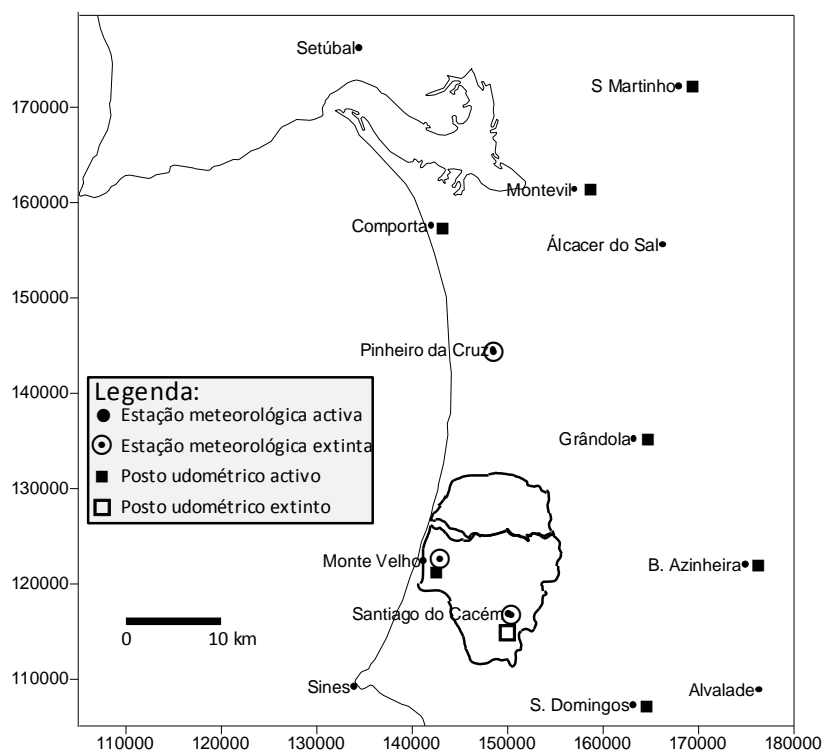 Setúbal
S Martinho
170000
Montevil
160000
Comporta
Álcacer do Sal
150000
Pinheiro da Cruz
140000
Legenda:
Estação meteorológica activa
Estação meteorológica extinta
Posto udométrico activo
Posto udométrico extinto
Grândola
130000
Monte Velho
B. Azinheira
120000
Santiago do Cacém
0 10 km
110000
Sines
S. Domingos
Alvalade
110000 120000 130000 140000 150000 160000 170000 180000